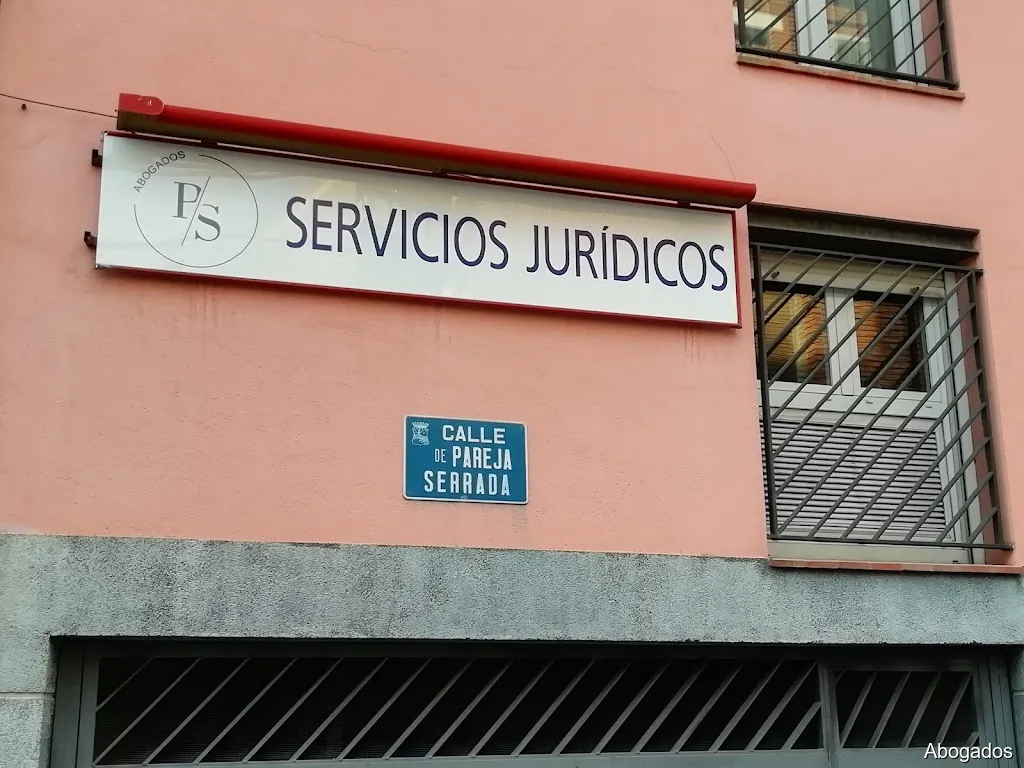 ABOGADOS
P/S
SERVICIOS JURÍDICOS
CALLE
DE PAREJA
SERRADA
Abogados